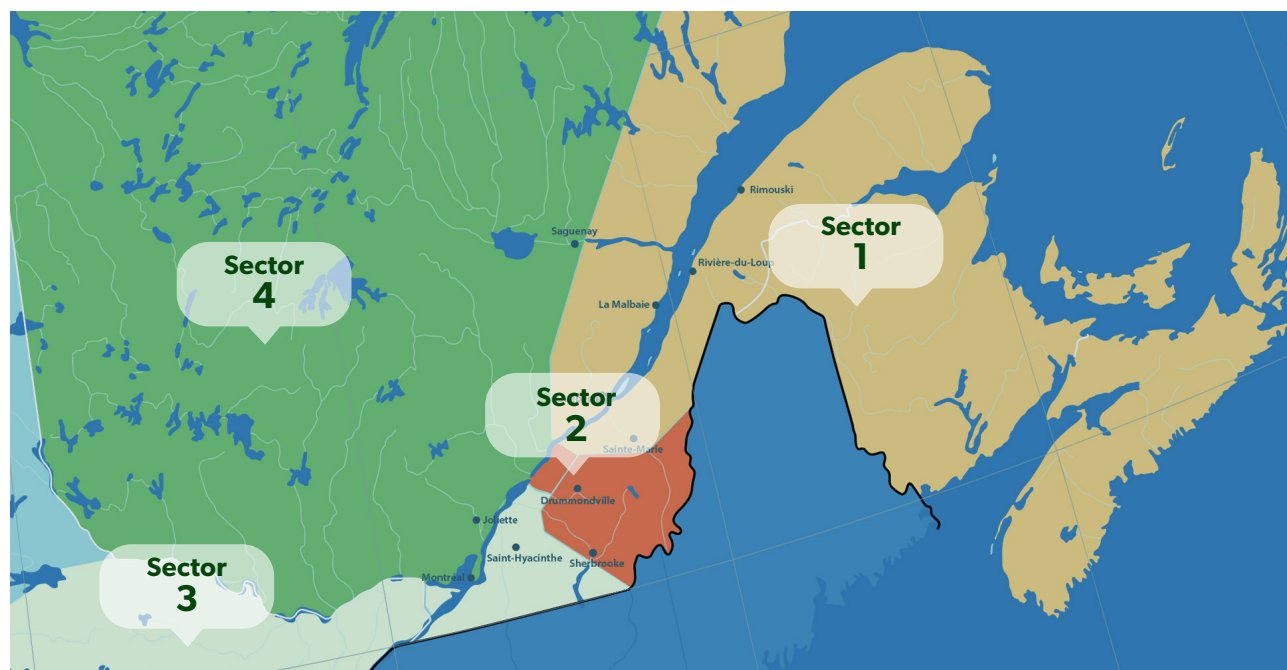 Rimouski
Sector
1
Saguenay
Rivière-du-Loup
Sector
4
La Malbaie
Sector
2
Sainte-Marie
Drummondville
Joliette
Saint-Hyacinthe
Sherbrooke
Sector
3
Montréal